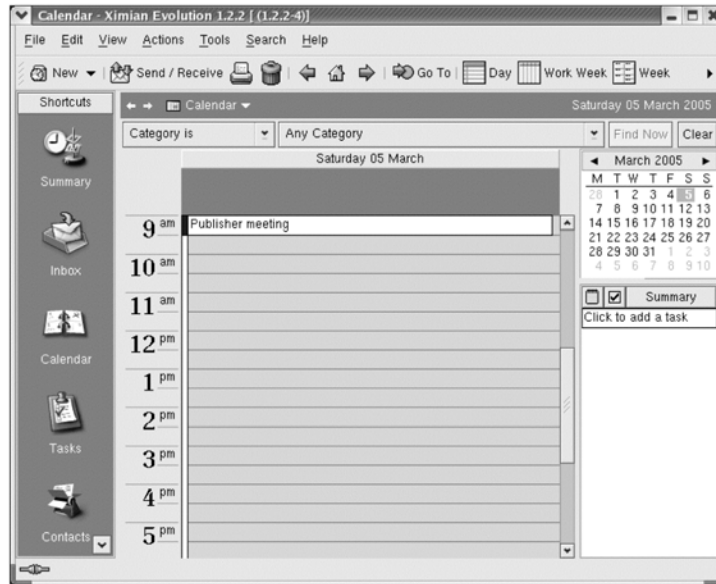 Calendar - Ximian Evolution 1.2.2 [ (1.2.2-4)]
File Edit View Actions Tools Search Help
New Send / Receive Go To Day Work Week Week
Shortcuts
Calendar
Saturday 05 March 2005
Category is
Any Category
Find Now
Clear
Summary
Inbox
Calendar
Tasks
Contacts
Saturday 05 March
9 am Publisher meeting
10 am
11 am
12 pm
1 pm
2 pm
3 pm
4 pm
5 pm
March 2005
M T W T F S S
28 1 2 3 4 5 6
7 8 9 10 11 12 13
14 15 16 17 18 19 20
21 22 23 24 25 26 27
28 29 30 31 1 2 3
4 5 6 7 8 9 10
Summary
Click to add a task